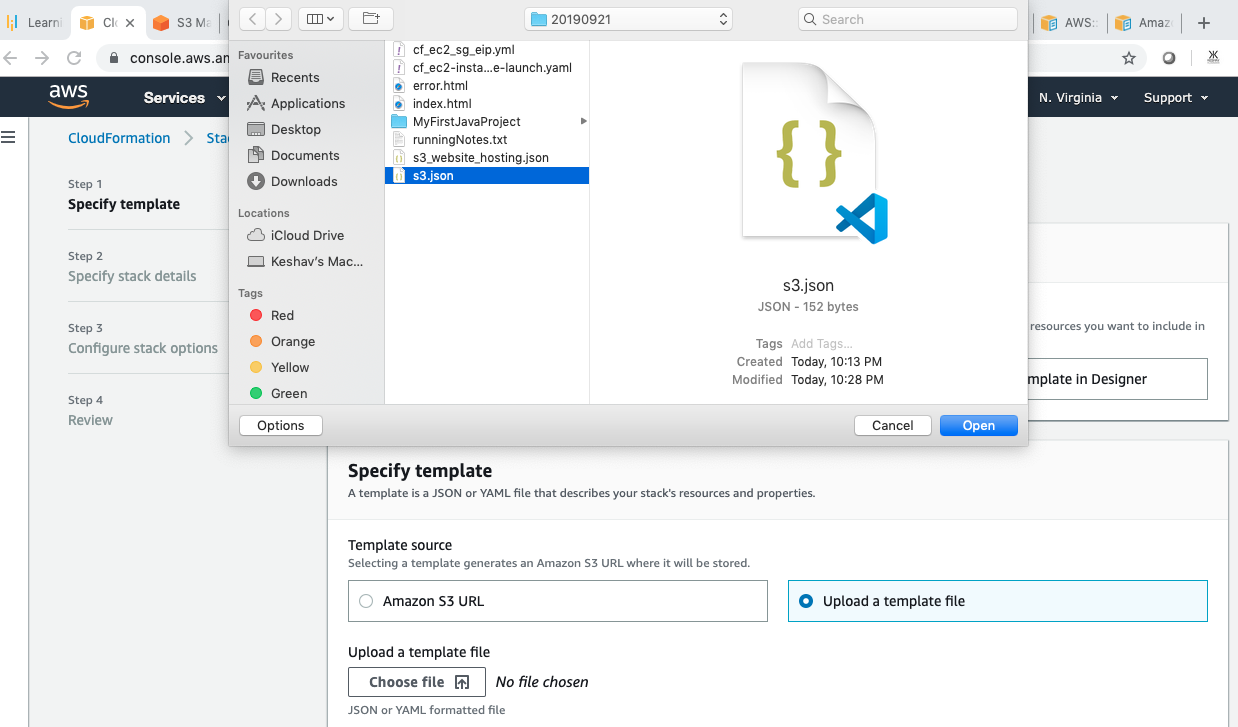 Learni
Clo
S3 Ma
20190921
Search
AWS::
Amaz
console.aws.am
aws
Services
N. Virginia
Support
CloudFormation
Stac
Step 1
Specify template
Step 2
Specify stack details
Step 3
Configure stack options
Step 4
Review
Favourites
Recents
Applications
Desktop
Documents
Downloads
Locations
iCloud Drive
Keshav's Mac...
Tags
Red
Orange
Yellow
Green
cf_ec2_sg_eip.yml
cf_ec2-insta...e-launch.yaml
error.html
index.html
MyFirstJavaProject
runningNotes.txt
s3_website_hosting.json
s3.json
{ }
s3.json
JSON - 152 bytes
Tags Add Tags...
Created Today, 10:13 PM
Modified Today, 10:28 PM
Options
Cancel
Open
resources you want to include in
mplate in Designer
Specify template
A template is a JSON or YAML file that describes your stack's resources and properties.
Template source
Selecting a template generates an Amazon S3 URL where it will be stored.
Amazon S3 URL
Upload a template file
Upload a template file
Choose file
No file chosen
JSON or YAML formatted file